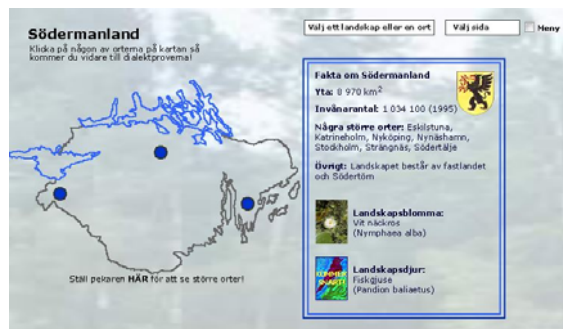 Södermanland
Klicka på någon av orterna på kartan så
kommer du vidare till dialektproverna!
Välj ett landskap eller en ort
Välj sida
Meny
Fakta om Södermanland
Yta: 8 970 km²
Invånarantal: 1 034 100 (1995)
Några större orter: Eskilstuna,
Katrineholm, Nyköping, Nynäshamn,
Stockholm, Strängnäs, Södertälje
Övrigt: Landskapet består av fastlandet
och Södertörn
Landskapsblomma:
Vit näckros
(Nymphaea alba)
Landskapsdjur:
Fiskgjuse
(Pandion baliaetus)
KOMMER
SNART!
Ställ pekaren HÄR för att se större orter!